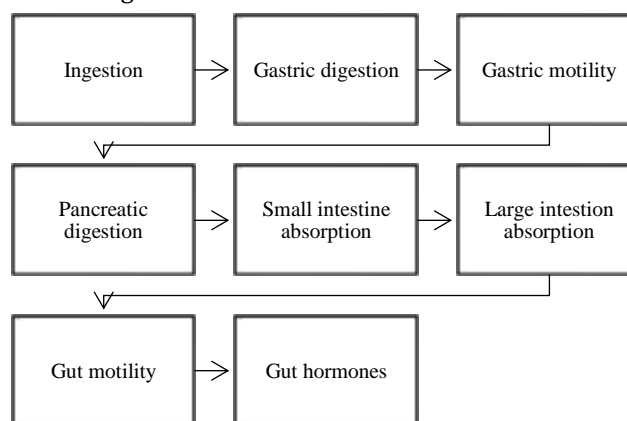 Ingestion
Gastric digestion
Gastric motility
Pancreatic
digestion
Small intestine
absorption
Large intestion
absorption
Gut motility
Gut hormones